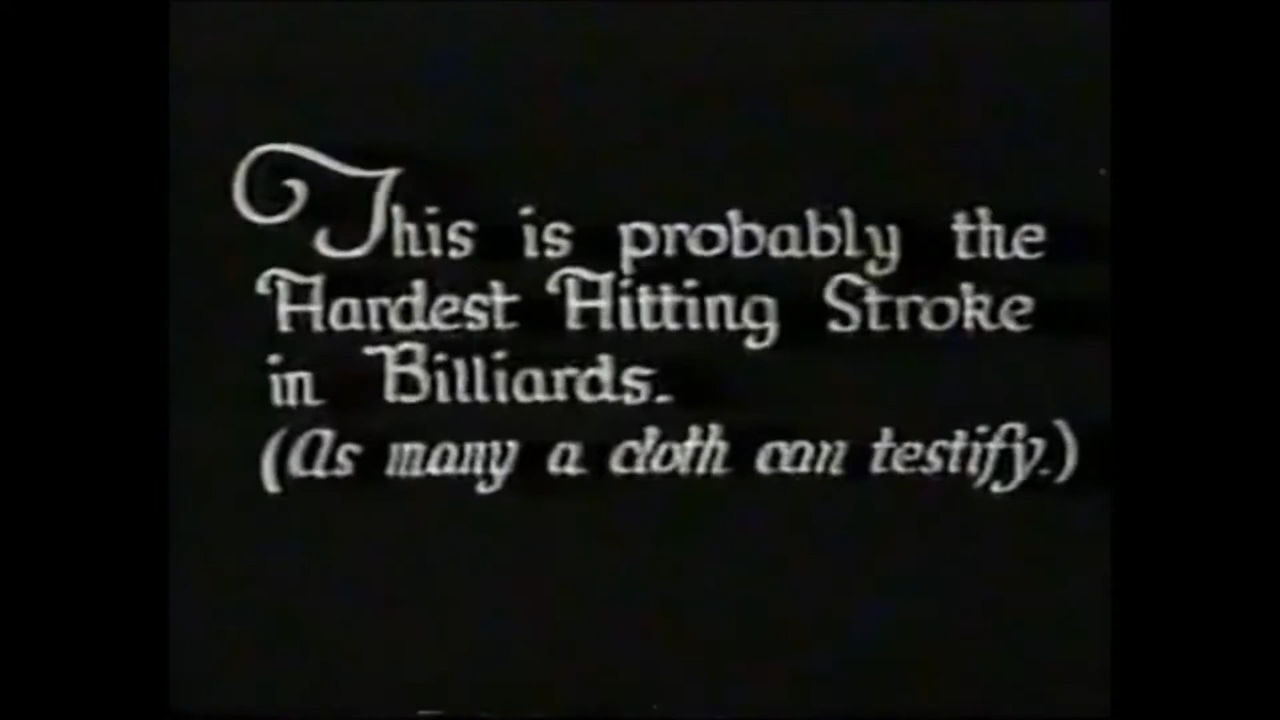 This is probably the
Hardest Hitting Stroke
in Billiards.
(As many a cloth can testify.)